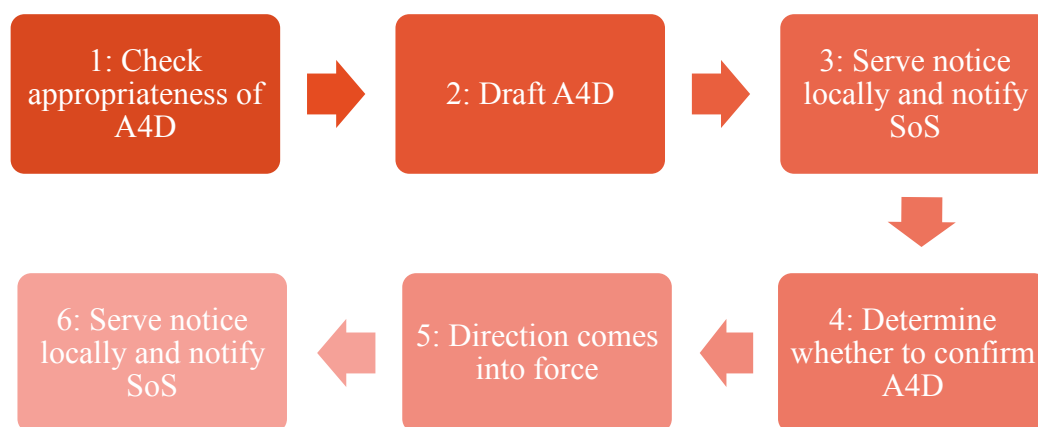 1: Check
appropriateness of
A4D
2: Draft A4D
3: Serve notice
locally and notify
SoS
4: Determine
whether to confirm
A4D
5: Direction comes
into force
6: Serve notice
locally and notify
SoS